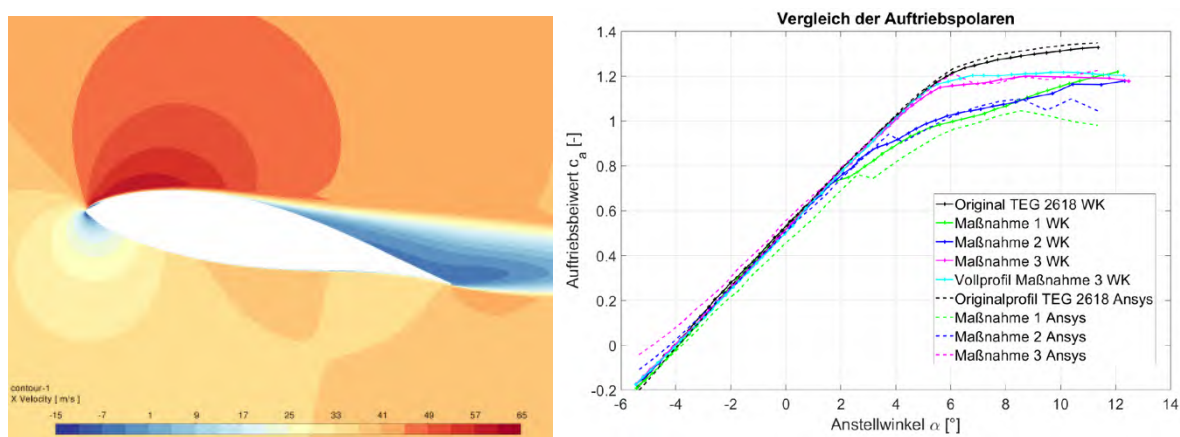 contour-1
X Velocity [ m/s ]
-15 -7 1 9 17 25 33 41 49 57 65
Vergleich der Auftriebspolaren
1.4
1.2
1
0.8
0.6
0.4
0.2
0
-0.2
Auftriebsbeiwert c_a [-]
-6 -4 -2 0 2 4 6 8 10 12 14
Anstellwinkel α [°]
Original TEG 2618 WK
Maßnahme 1 WK
Maßnahme 2 WK
Maßnahme 3 WK
Vollprofil Maßnahme 3 WK
Originalprofil TEG 2618 Ansys
Maßnahme 1 Ansys
Maßnahme 2 Ansys
Maßnahme 3 Ansys